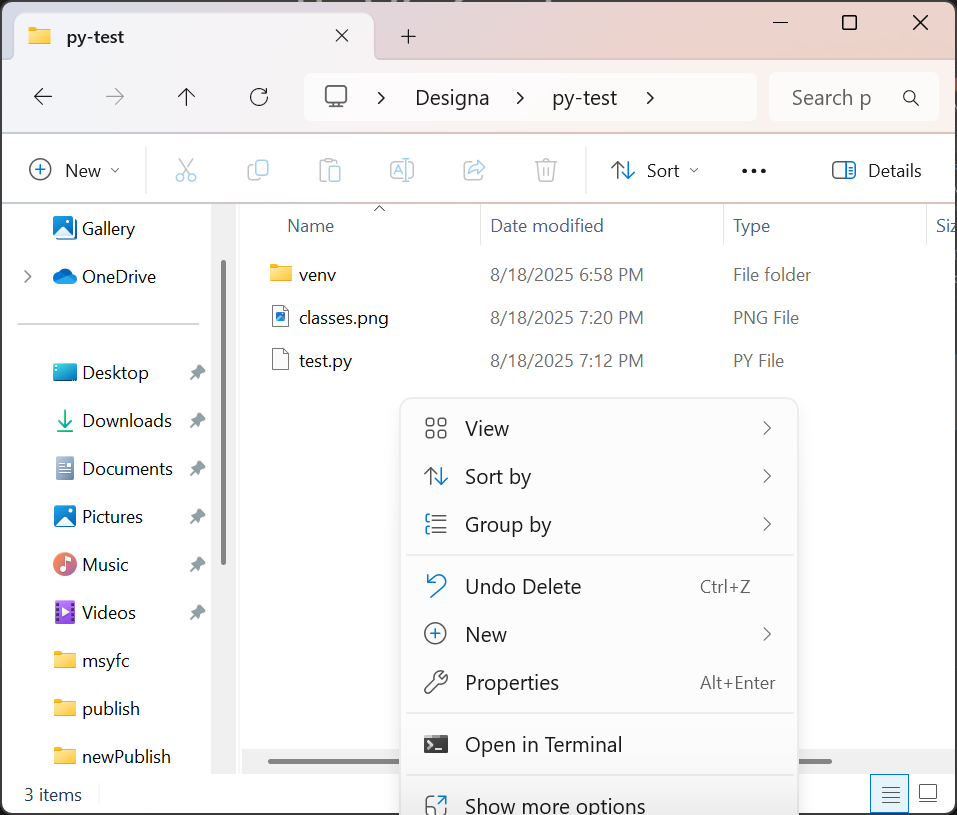 py-test
Designa py-test Search p
New Sort Details
Name Date modified Type
Gallery
OneDrive
venv 8/18/2025 6:58 PM File folder
classes.png 8/18/2025 7:20 PM PNG File
test.py 8/18/2025 7:12 PM PY File
Desktop
Downloads
Documents
Pictures
Music
Videos
msyfc
publish
newPublish
View
Sort by
Group by
Undo Delete Ctrl+Z
New
Properties Alt+Enter
Open in Terminal
Show more options
3 items